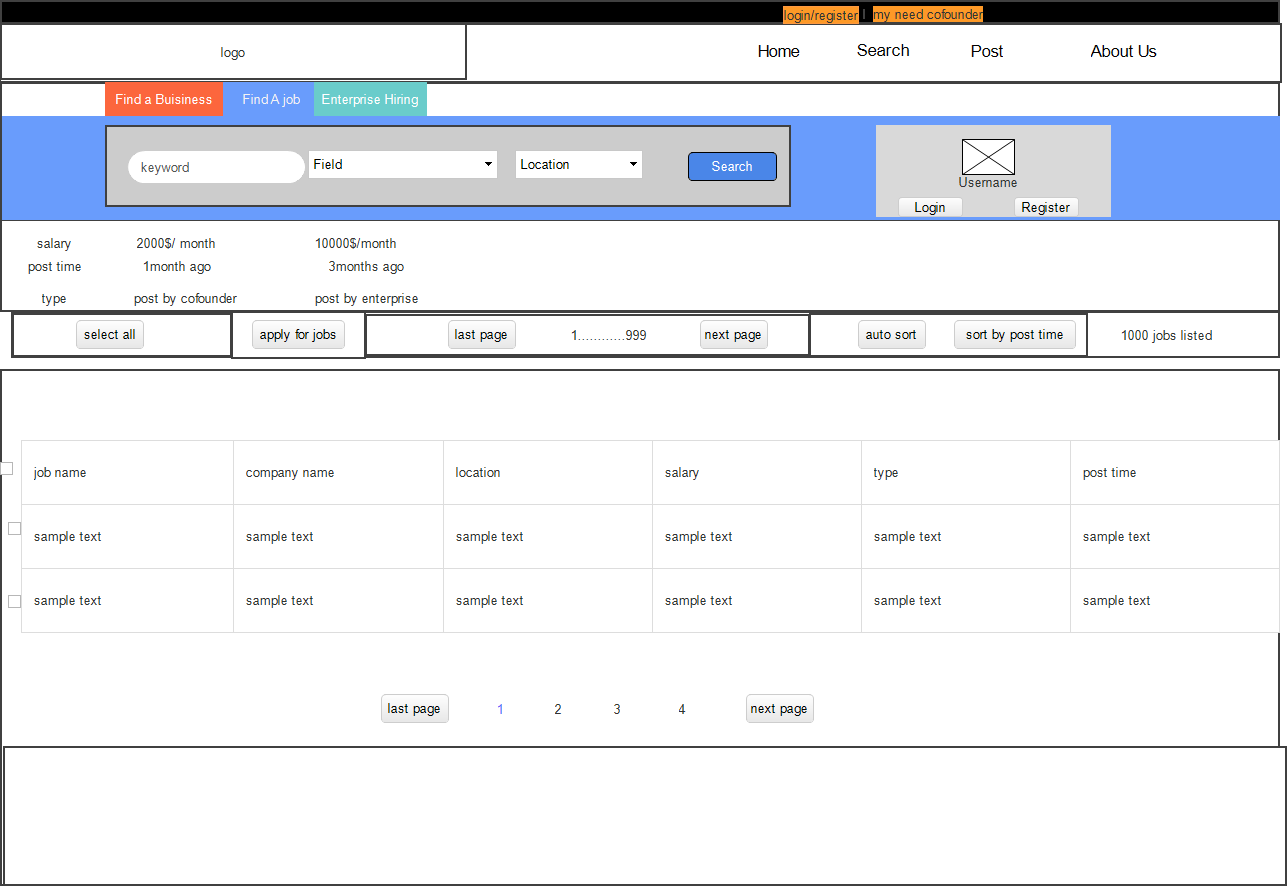 login/register | my need cofounder
logo Home Search Post About Us
Find a Buisiness Find A job Enterprise Hiring
keyword Field Location Search
Username
Login Register
salary 2000$/ month 10000$/month
post time 1month ago 3months ago
type post by cofounder post by enterprise
select all apply for jobs last page 1............999 next page auto sort sort by post time 1000 jobs listed
job name company name location salary type post time
sample text sample text sample text sample text sample text sample text
sample text sample text sample text sample text sample text sample text
last page 1 2 3 4 next page